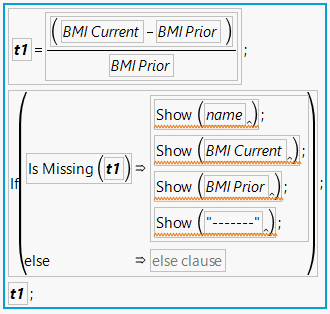 t1 = (BMI Current − BMI Prior) ;
BMI Prior
If Is Missing (t1) ⇒ Show (name ^) ;
Show (BMI Current ^) ;
Show (BMI Prior ^) ; ;
Show ("-------" ^) ;
else ⇒ else clause
t1 ;